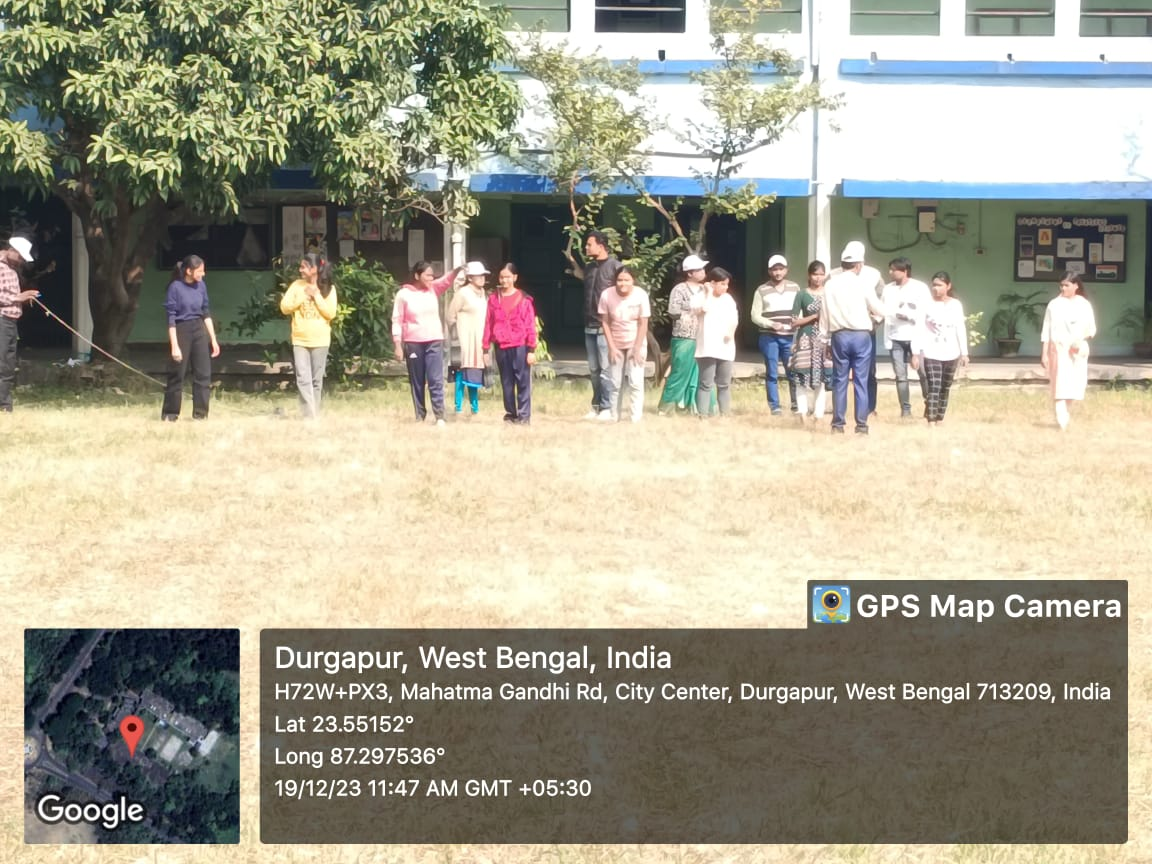 GPS Map Camera
Durgapur, West Bengal, India
H72W+PX3, Mahatma Gandhi Rd, City Center, Durgapur, West Bengal 713209, India
Lat 23.55152°
Long 87.297536°
19/12/23 11:47 AM GMT +05:30
Google